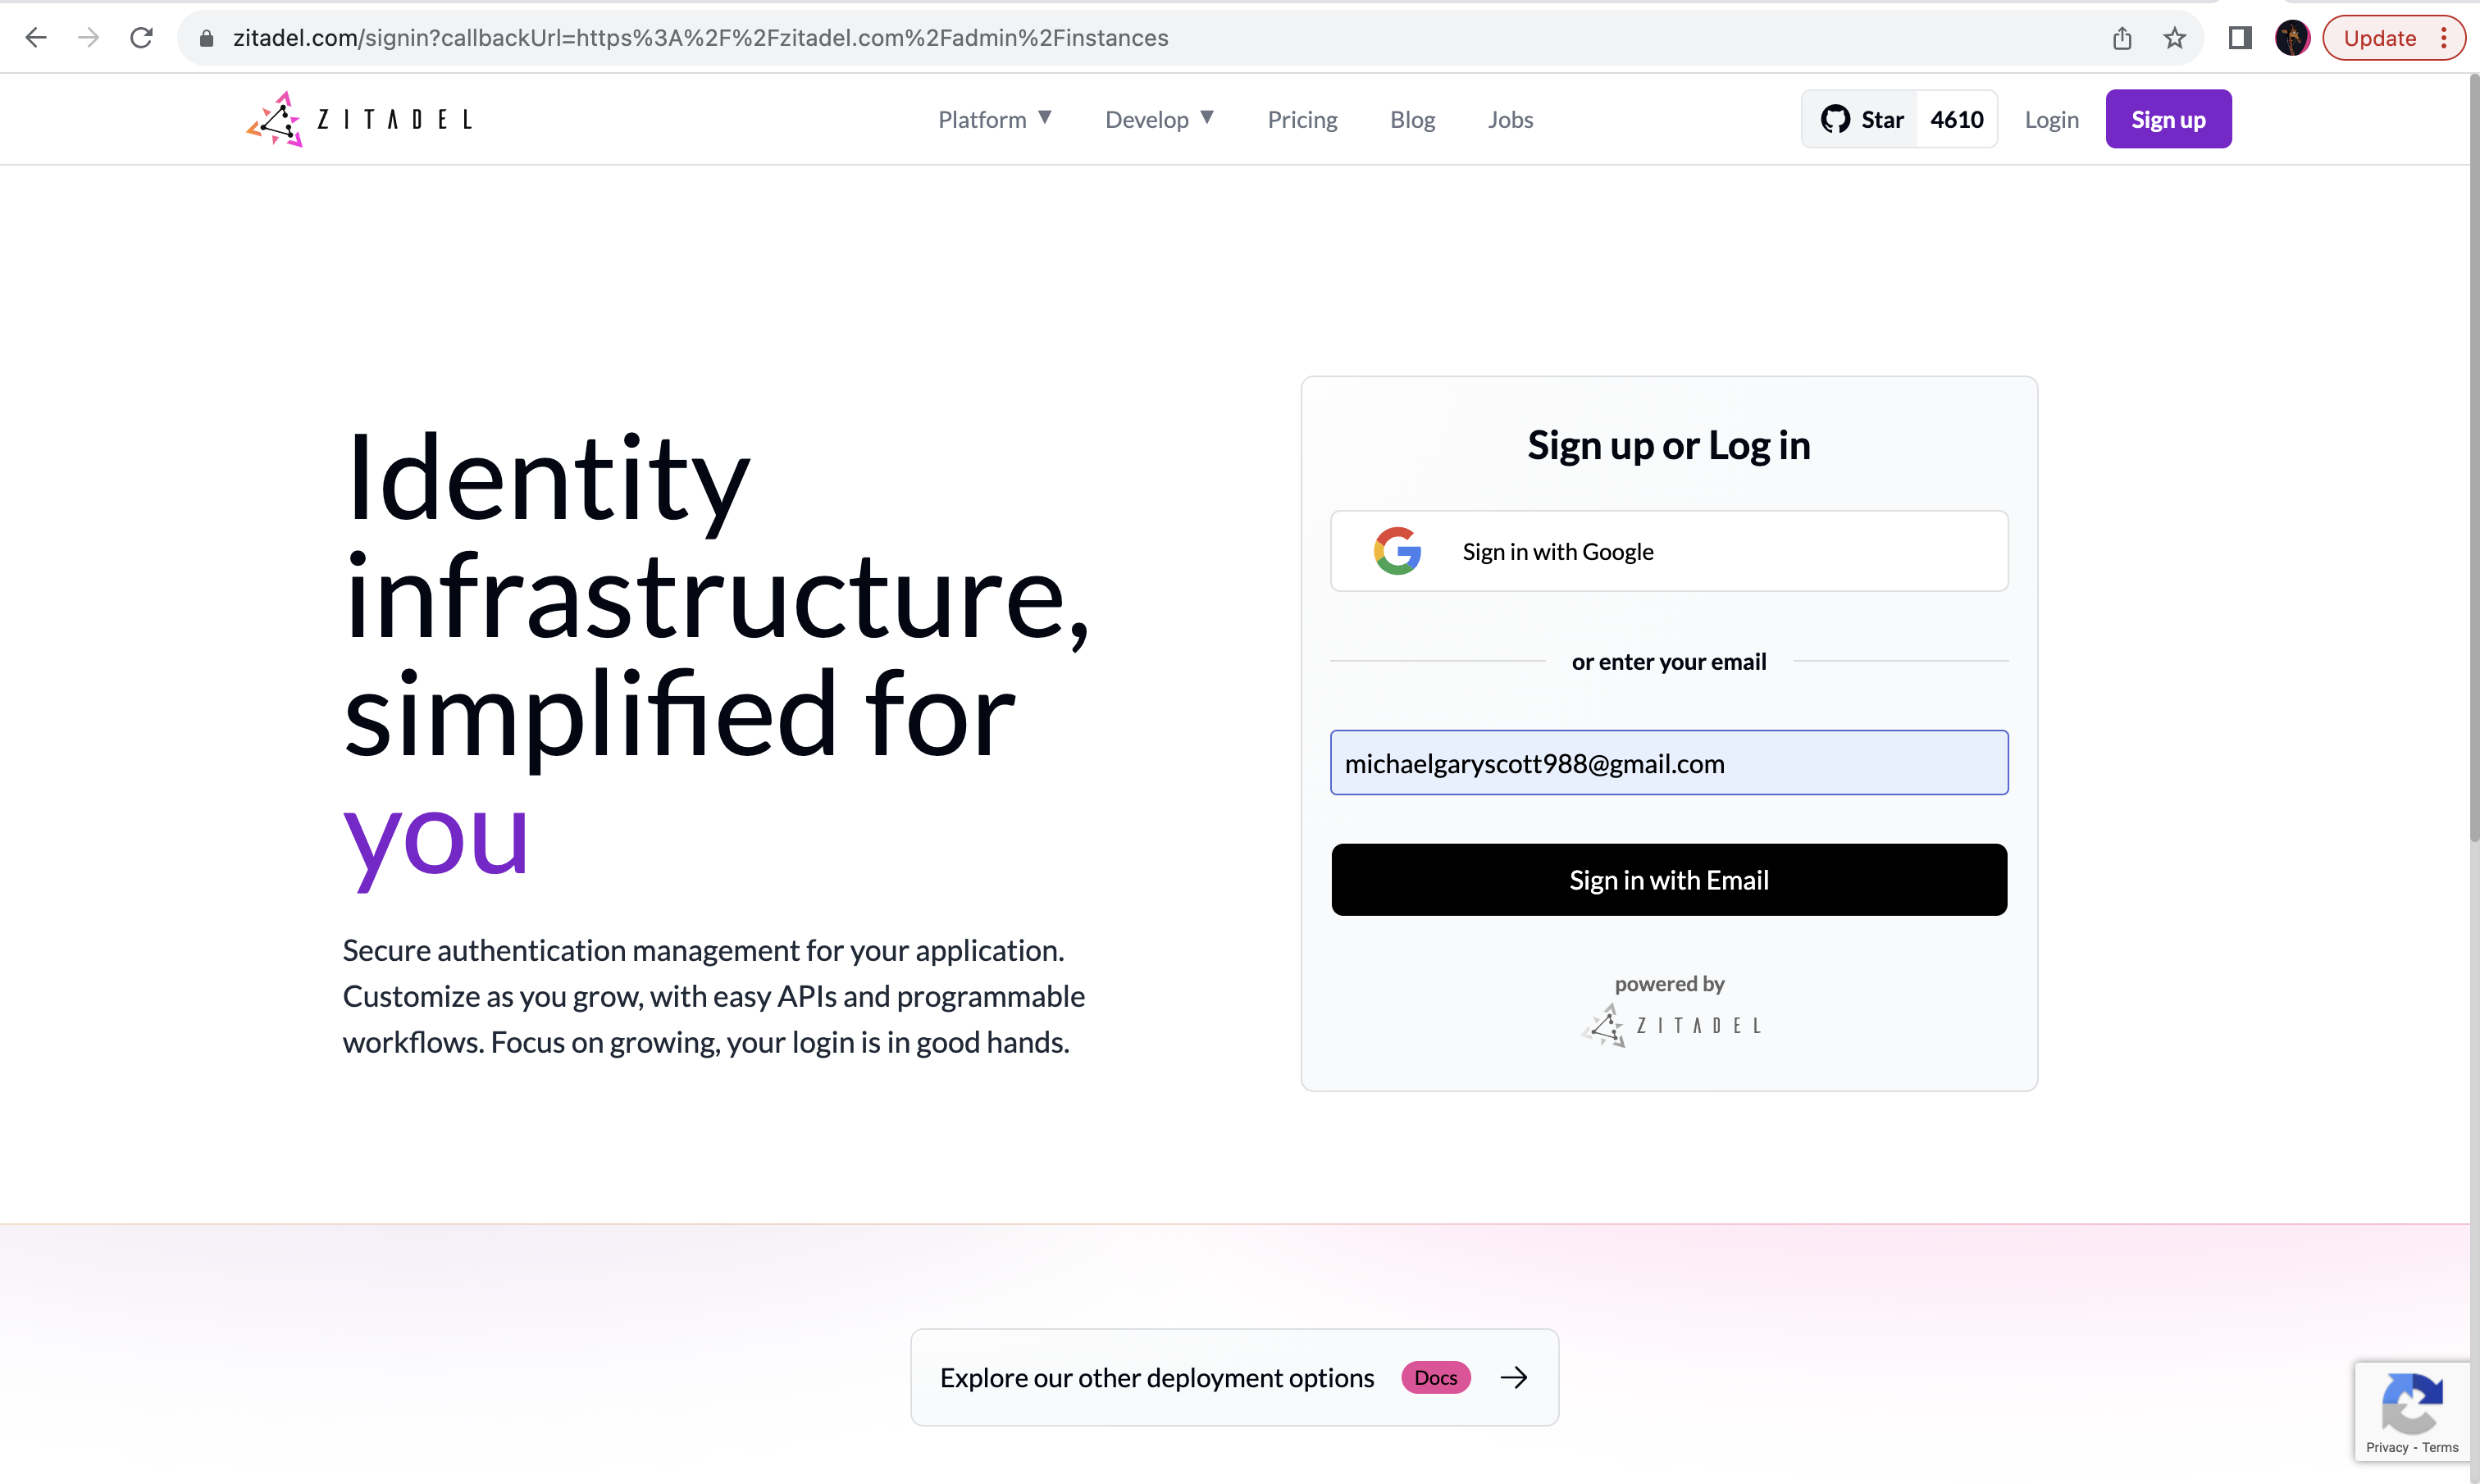 zitadel.com/signin?callbackUrl=https%3A%2F%2Fzitadel.com%2Fadmin%2Finstances
Update
ZITADEL
Platform ▼
Develop ▼
Pricing
Blog
Jobs
Star
4610
Login
Sign up
Identity
infrastructure,
simplified for
you
Secure authentication management for your application.
Customize as you grow, with easy APIs and programmable
workflows. Focus on growing, your login is in good hands.
Sign up or Log in
Sign in with Google
or enter your email
michaelgaryscott988@gmail.com
Sign in with Email
powered by
ZITADEL
Explore our other deployment options
Docs
Privacy - Terms